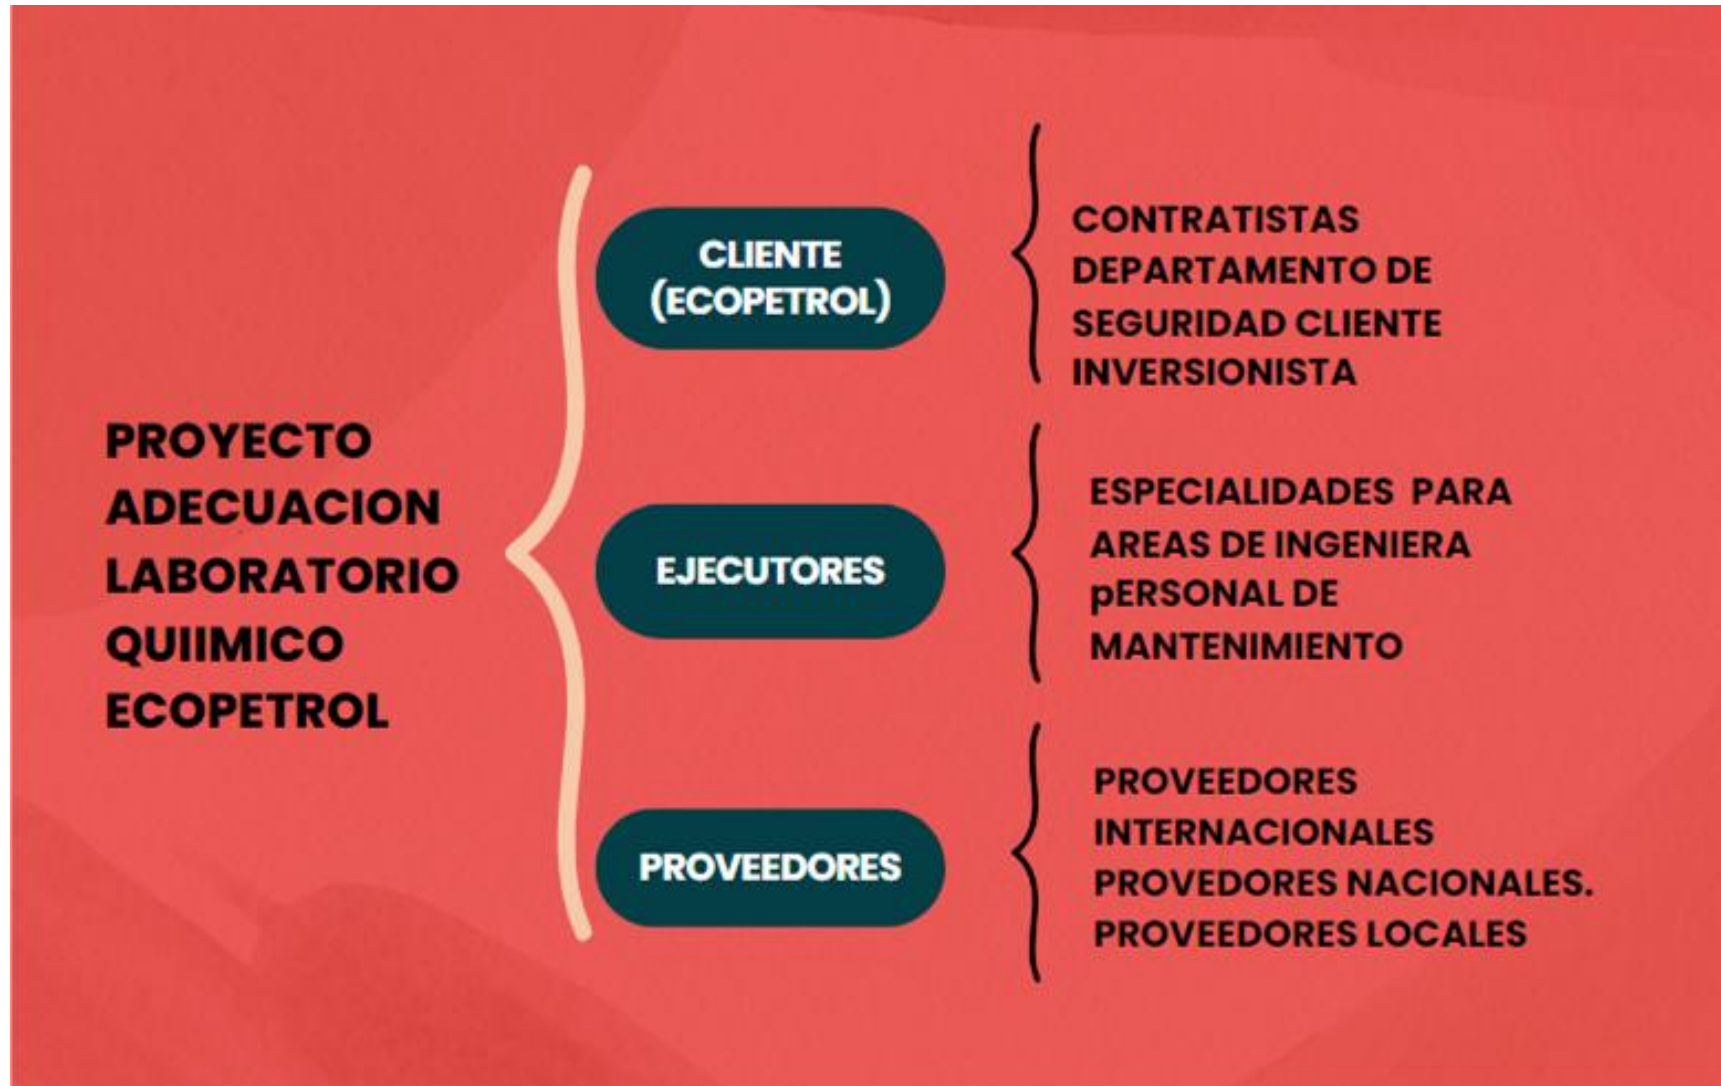 PROYECTO
ADECUACION
LABORATORIO
QUIIMICO
ECOPETROL
CLIENTE
(ECOPETROL)
CONTRATISTAS
DEPARTAMENTO DE
SEGURIDAD CLIENTE
INVERSIONISTA
EJECUTORES
ESPECIALIDADES  PARA
AREAS DE INGENIERA
pERSONAL DE
MANTENIMIENTO
PROVEEDORES
PROVEEDORES
INTERNACIONALES
PROVEDORES NACIONALES.
PROVEEDORES LOCALES